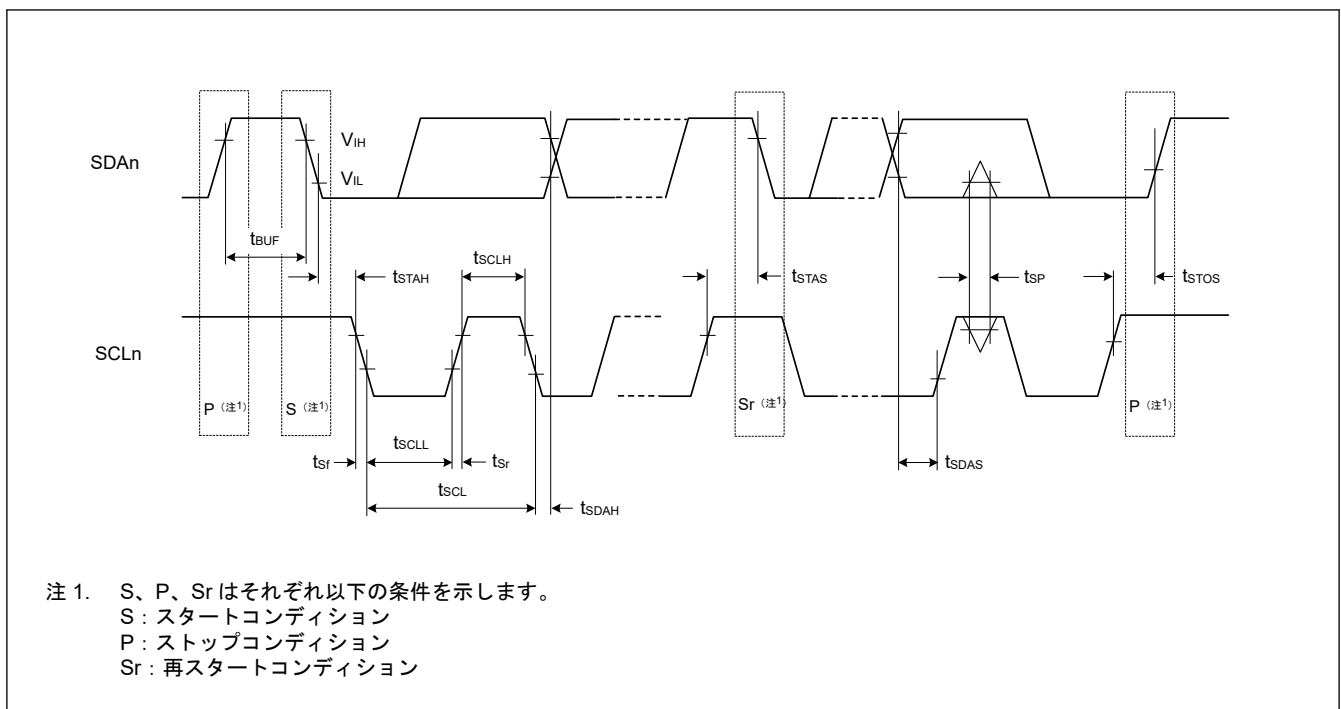 SDAn
VIH
VIL
tBUF
tSTAH
tSCLH
tSTAS
tSP
tSTOS
SCLn
P（注1）
S（注1）
Sr（注1）
P（注1）
tSf
tSCLL
tSr
tSDAS
tSCL
tSDAH
注 1. S、P、Sr はそれぞれ以下の条件を示します。
S：スタートコンディション
P：ストップコンディション
Sr：再スタートコンディション